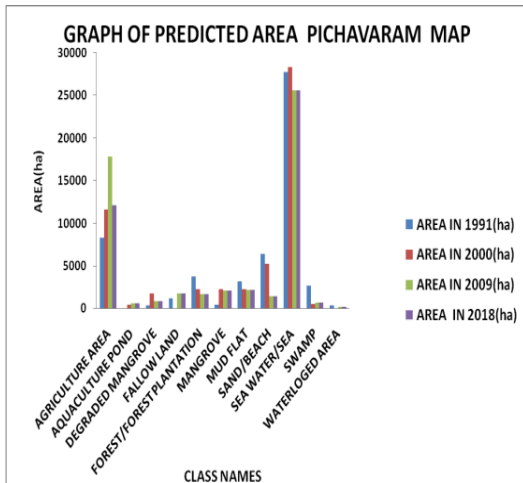 GRAPH OF PREDICTED AREA PICHAVARAM MAP
30000
25000
20000
15000
10000
5000
0
AREA(ha)
AGRICULTURE AREA
AQUACULTURE POND
DEGRADED MANGROVE
FALLOW LAND
FOREST/FOREST PLANTATION
MANGROVE
MUD FLAT
SAND/BEACH
SEA WATER/SEA
SWAMP
WATERLOGED AREA
CLASS NAMES
AREA IN 1991(ha)
AREA IN 2000(ha)
AREA IN 2009(ha)
AREA IN 2018(ha)